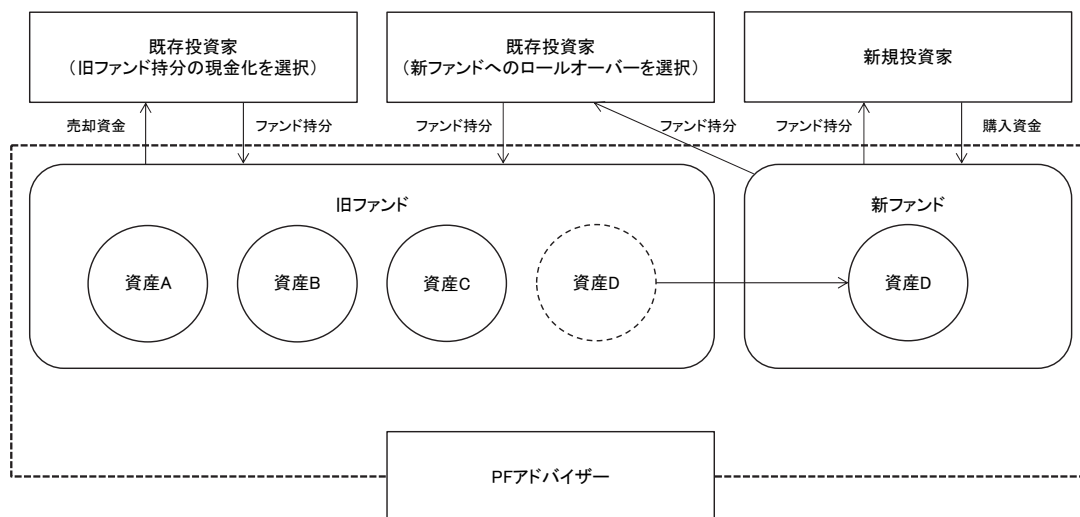 既存投資家
（旧ファンド持分の現金化を選択）
既存投資家
（新ファンドへのロールオーバーを選択）
新規投資家
売却資金
ファンド持分
ファンド持分
ファンド持分
ファンド持分
購入資金
旧ファンド
新ファンド
資産A
資産B
資産C
資産D
資産D
PFアドバイザー